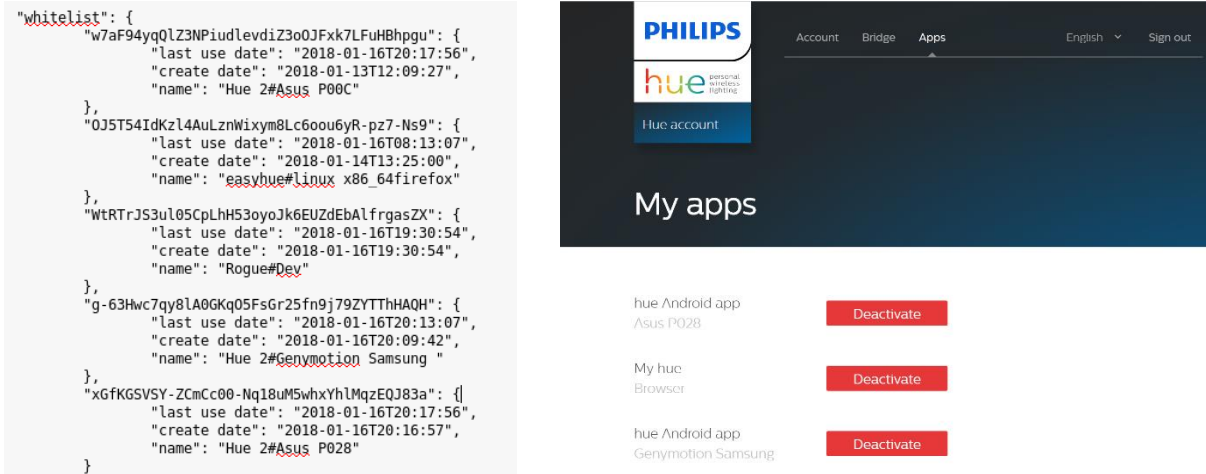 "whitelist": {
"w7aF94yqQlZ3NPiudlevdiZ3oOJFxk7LFuHBhpgu": {
"last use date": "2018-01-16T20:17:56",
"create date": "2018-01-13T12:09:27",
"name": "Hue 2#Asus P00C"
},
"OJ5T54IdKzl4AuLznWixym8Lc6oou6yR-pz7-Ns9": {
"last use date": "2018-01-16T08:13:07",
"create date": "2018-01-14T13:25:00",
"name": "easyhue#linux x86_64firefox"
},
"WtRTrJS3ul05CpLhH53oyoJk6EUZdEbAlfrgasZX": {
"last use date": "2018-01-16T19:30:54",
"create date": "2018-01-16T19:30:54",
"name": "Rogue#Dev"
},
"g-63Hwc7qy8lA0GKqO5FsGr25fn9j79ZYTThHAQH": {
"last use date": "2018-01-16T20:13:07",
"create date": "2018-01-16T20:09:42",
"name": "Hue 2#Genymotion Samsung "
},
"xGfKGSVSY-ZCmCc00-Nq18uM5whxYhlMqzEQJ83a": {
"last use date": "2018-01-16T20:17:56",
"create date": "2018-01-16T20:16:57",
"name": "Hue 2#Asus P028"
}
PHILIPS
hue personal
wireless
lighting
Hue account
Account Bridge Apps English Sign out
My apps
hue Android app
Asus P028
Deactivate
My hue
Browser
Deactivate
hue Android app
Genymotion Samsung
Deactivate